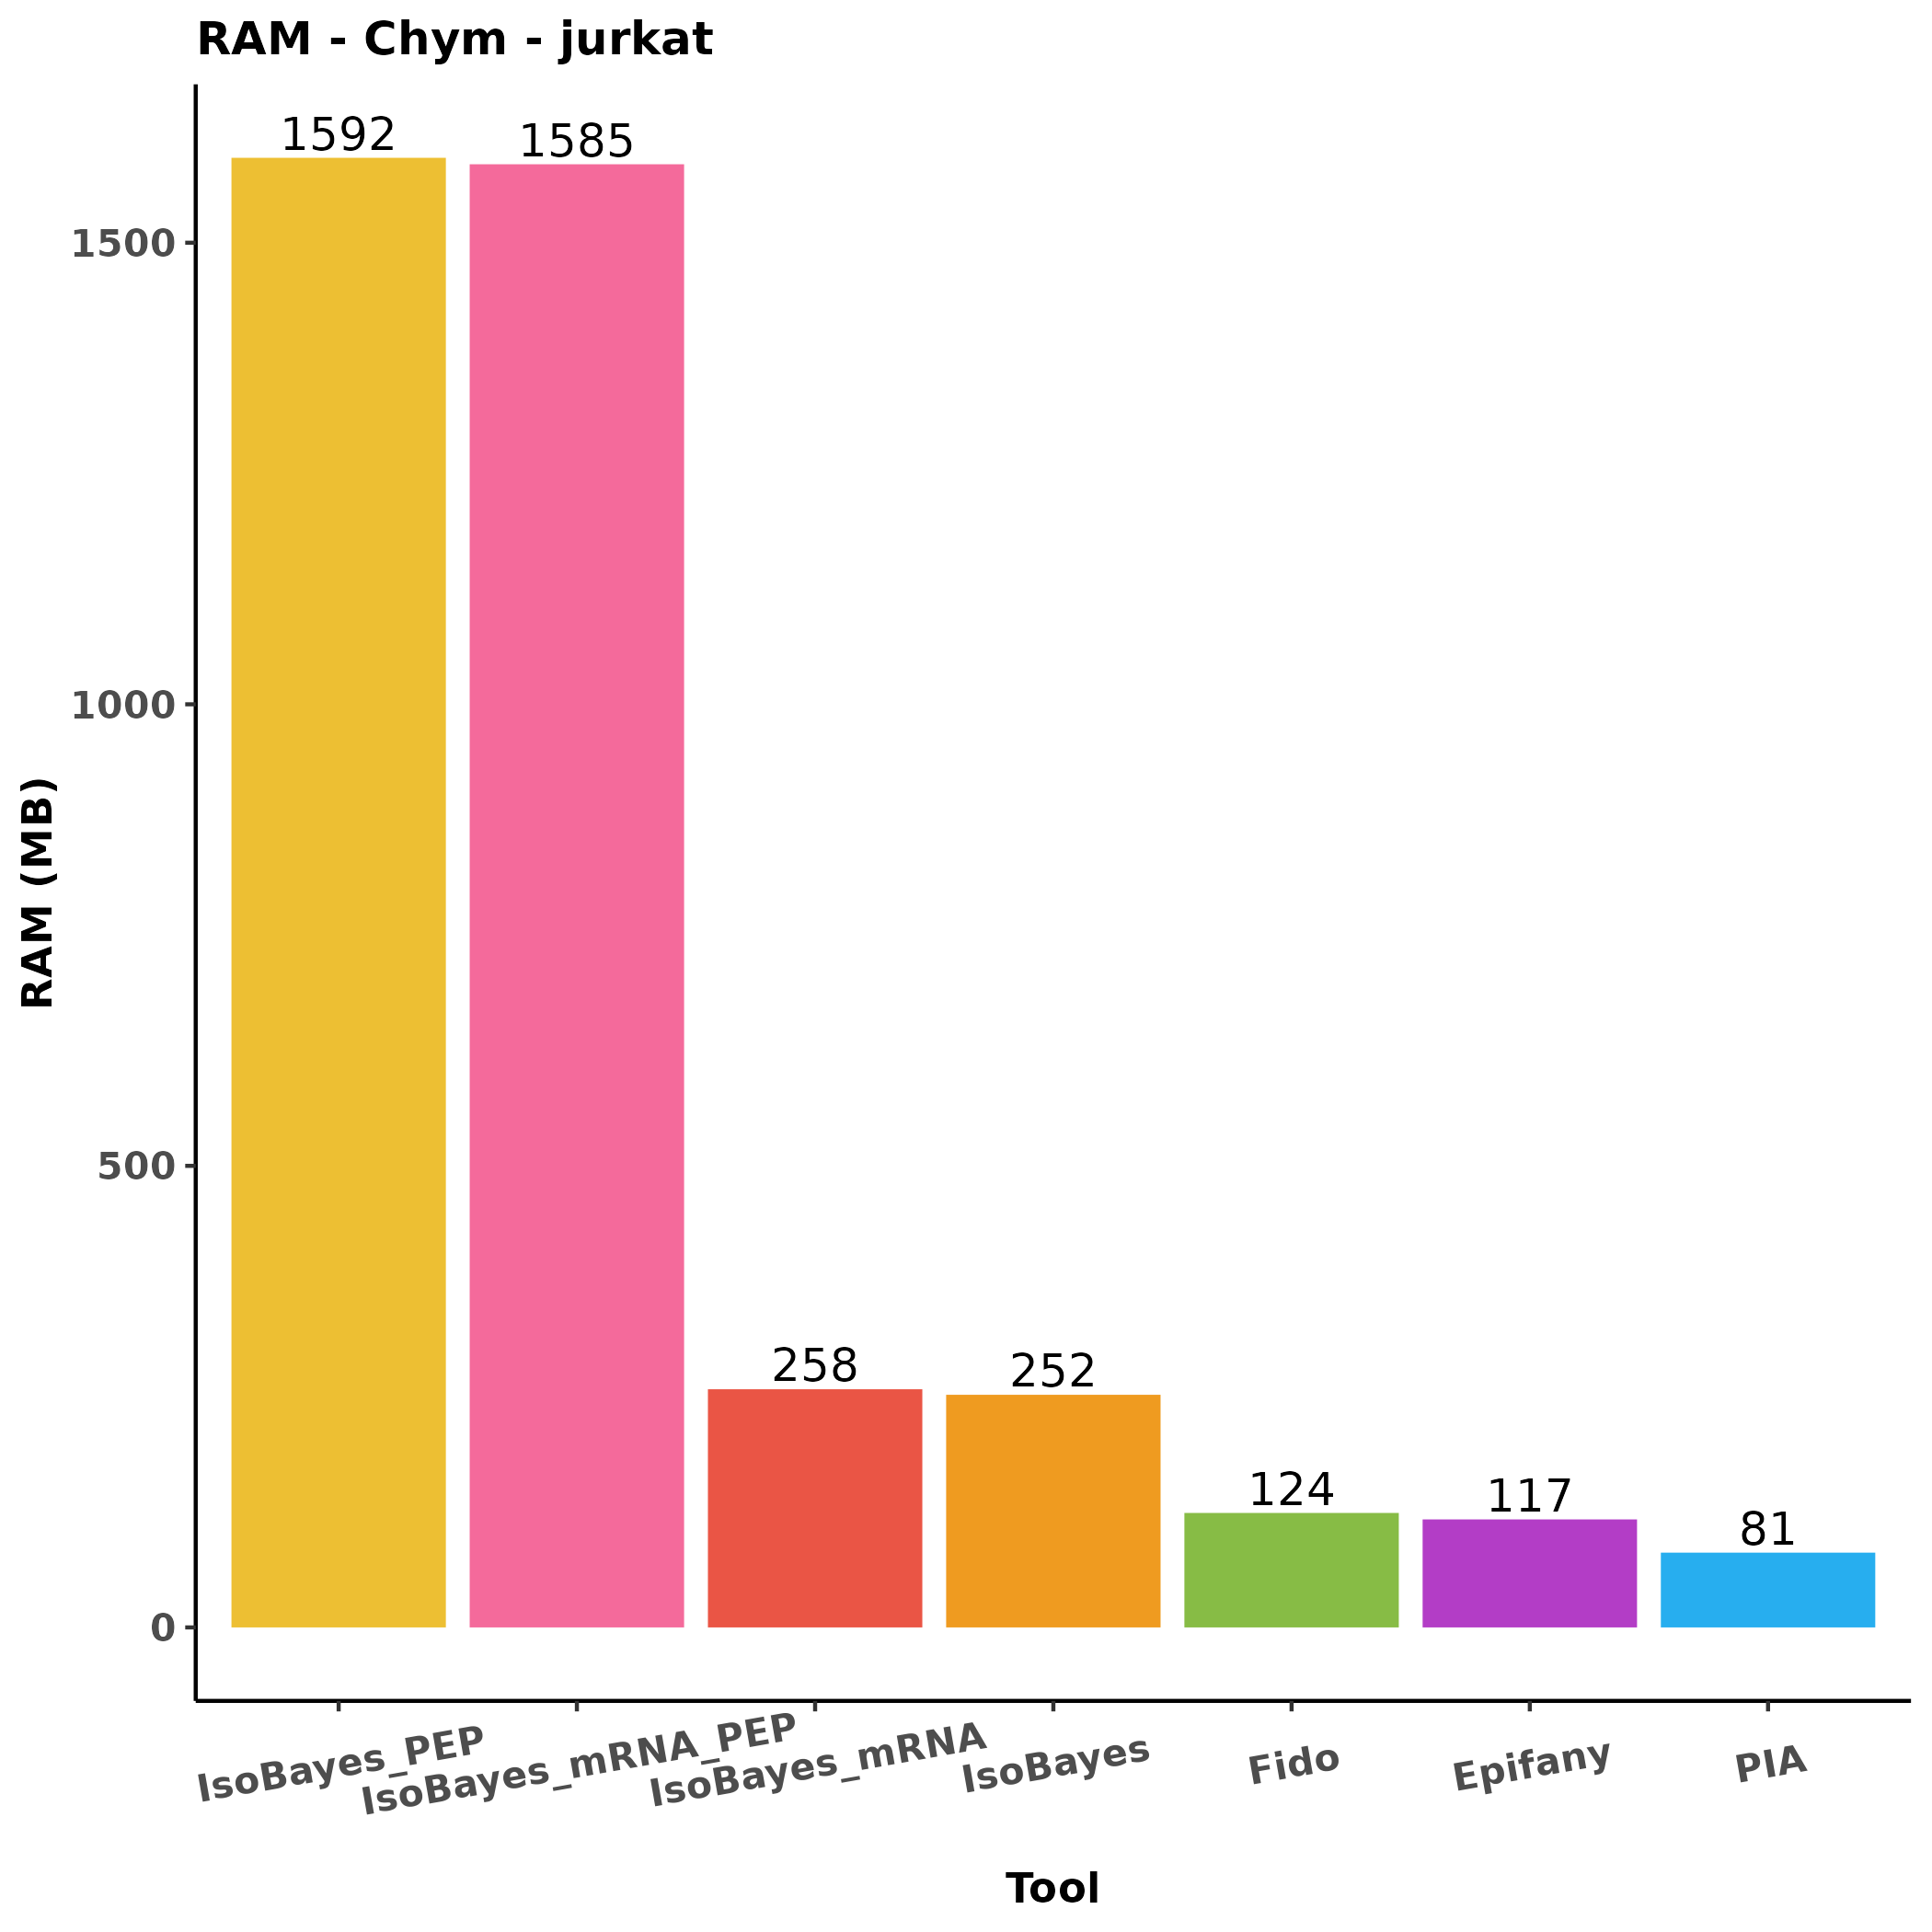 RAM - Chym - jurkat
1592
1585
258
252
124
117
81
1500
1000
500
0
RAM (MB)
IsoBayes_PEP
IsoBayes_mRNA_PEP
IsoBayes_mRNA
IsoBayes
Fido
Epifany
PIA
Tool